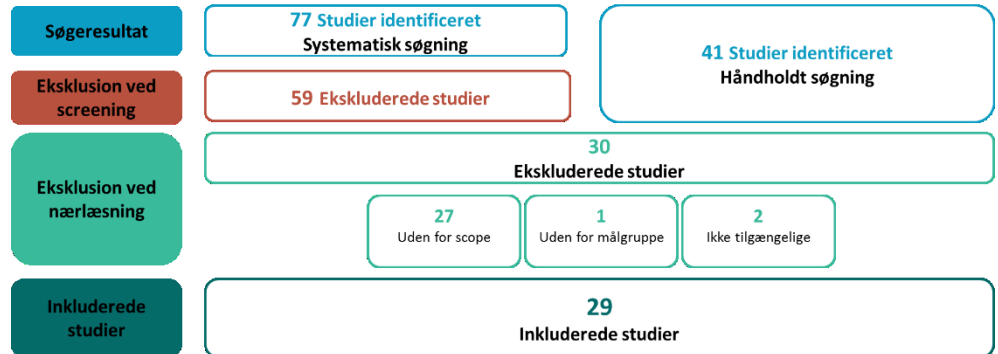 Søgeresultat
77 Studier identificeret
Systematisk søgning
41 Studier identificeret
Håndholdt søgning
Eksklusion ved
screening
59 Ekskluderede studier
Eksklusion ved
nærlæsning
30
Ekskluderede studier
27
Uden for scope
1
Uden for målgruppe
2
Ikke tilgængelige
Inkluderede
studier
29
Inkluderede studier